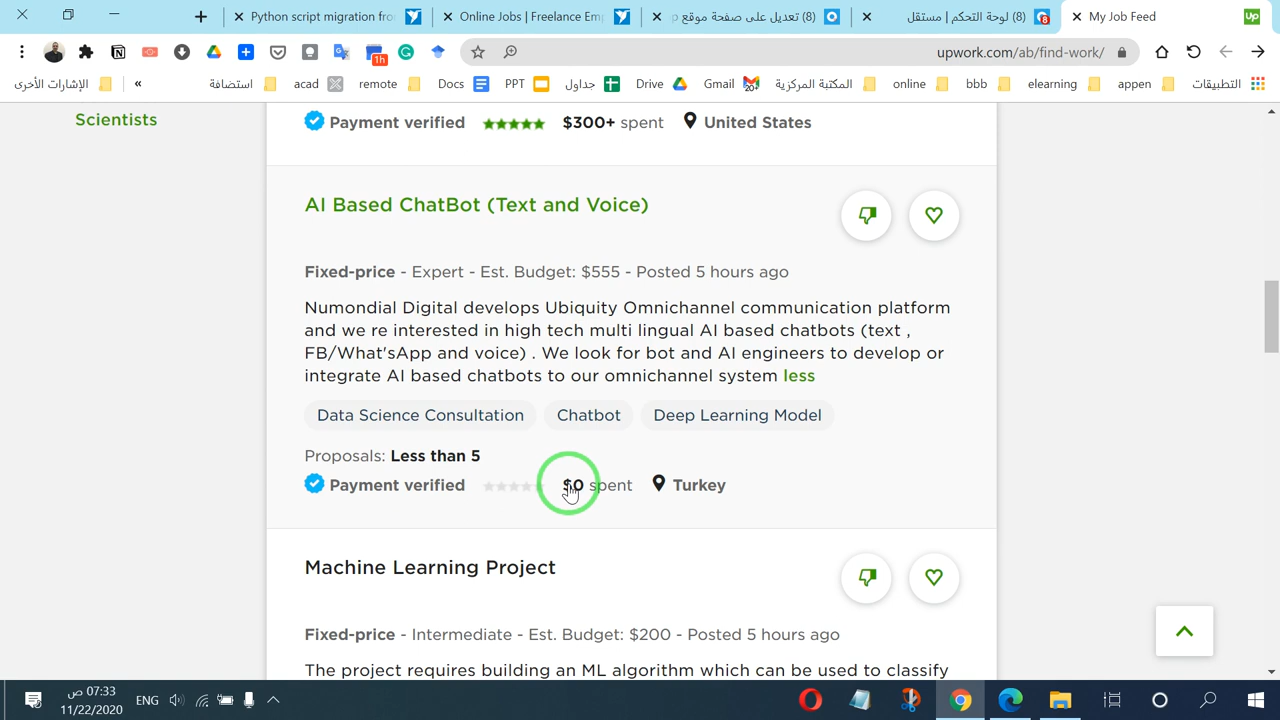 Python script migration fro
Online Jobs | Freelance Emp
(8) تعديل على صفحة موقع
(8) لوحة التحكم | مستقل
My Job Feed
upwork.com/ab/find-work/
1h
الإشارات الأخرى
«
استضافة
acad
remote
Docs
PPT
جداول
Drive
Gmail
المكتبة المركزية
online
bbb
elearning
appen
التطبيقات
Scientists
Payment verified $300+ spent United States
AI Based ChatBot (Text and Voice)
Fixed-price - Expert - Est. Budget: $555 - Posted 5 hours ago
Numondial Digital develops Ubiquity Omnichannel communication platform
and we re interested in high tech multi lingual AI based chatbots (text ,
FB/What'sApp and voice) . We look for bot and AI engineers to develop or
integrate AI based chatbots to our omnichannel system less
Data Science Consultation
Chatbot
Deep Learning Model
Proposals: Less than 5
Payment verified $0 spent Turkey
Machine Learning Project
Fixed-price - Intermediate - Est. Budget: $200 - Posted 5 hours ago
The project requires building an ML algorithm which can be used to classify
07:33 ص
11/22/2020
ENG